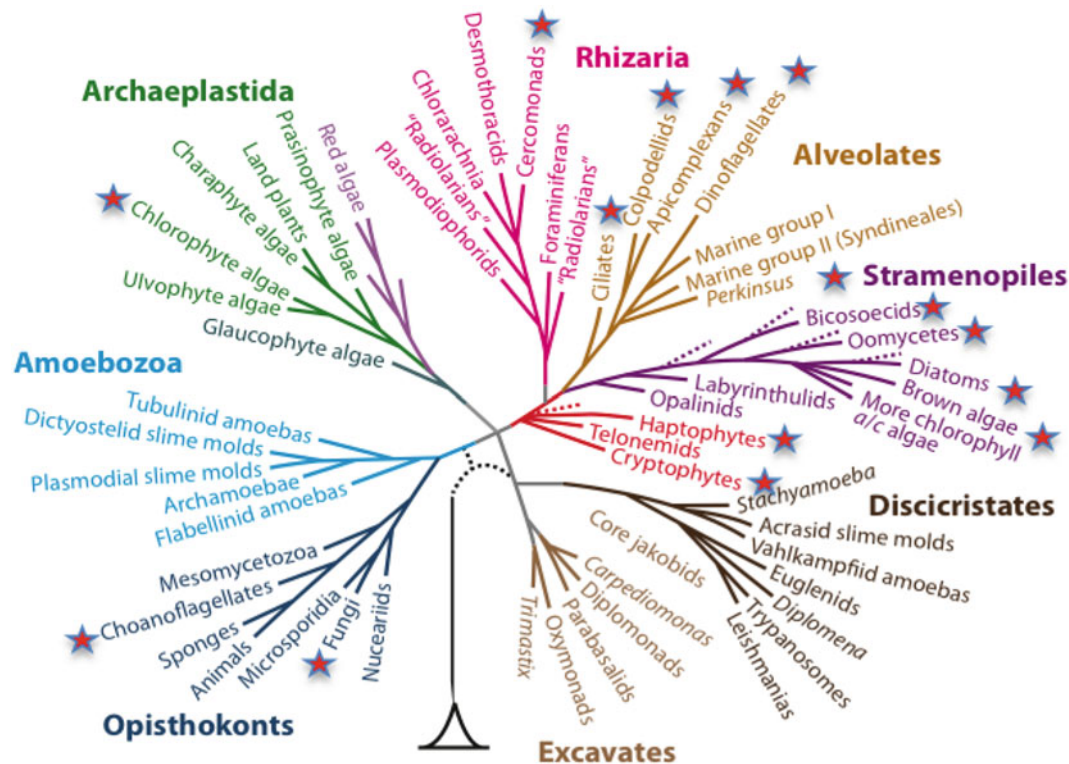 Archaeplastida
Red algae
Prasinophyte algae
Land plants
Charaphyte algae
Chlorophyte algae
Ulvophyte algae
Glaucophyte algae
Rhizaria
Desmothoracids
Cercomonads
Chlorarachnia
"Radiolarians"
Plasmodiophorids
Foraminiferans
"Radiolarians"
Alveolates
Ciliates
Colpodellids
Apicomplexans
Dinoflagellates
Marine group I
Marine group II (Syndineales)
Perkinsus
Stramenopiles
Bicosoecids
Oomycetes
Diatoms
Brown algae
More chlorophyll
a/c algae
Labyrinthulids
Opalinids
Haptophytes
Telonemids
Cryptophytes
Discicristates
Stachyamoeba
Acrasid slime molds
Vahlkampfiid amoebas
Euglenids
Diplomena
Trypanosomes
Leishmanias
Core jakobids
Carpediomnas
Diplomonads
Parabasalids
Oxymonads
Trimastix
Excavates
Amoebozoa
Tubulinid amoebas
Dictyostelid slime molds
Plasmodial slime molds
Archamoebae
Flabellinid amoebas
Mesomycetozoa
Choanoflagellates
Sponges
Animals
Microsporidia
Fungi
Nuceariids
Opisthokonts